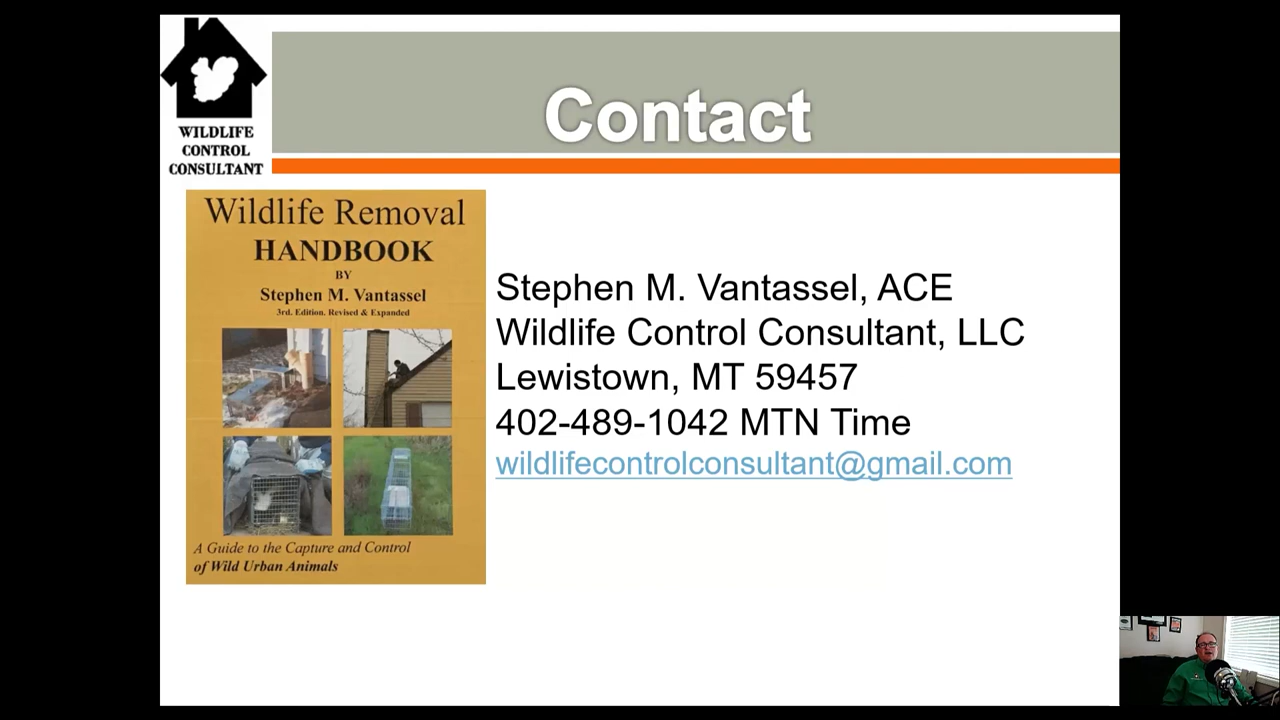 Contact
WILDLIFE
CONTROL
CONSULTANT
Wildlife Removal
HANDBOOK
BY
Stephen M. Vantassel
3rd. Edition. Revised & Expanded
A Guide to the Capture and Control
of Wild Urban Animals
Stephen M. Vantassel, ACE
Wildlife Control Consultant, LLC
Lewistown, MT 59457
402-489-1042 MTN Time
wildlifecontrolconsultant@gmail.com